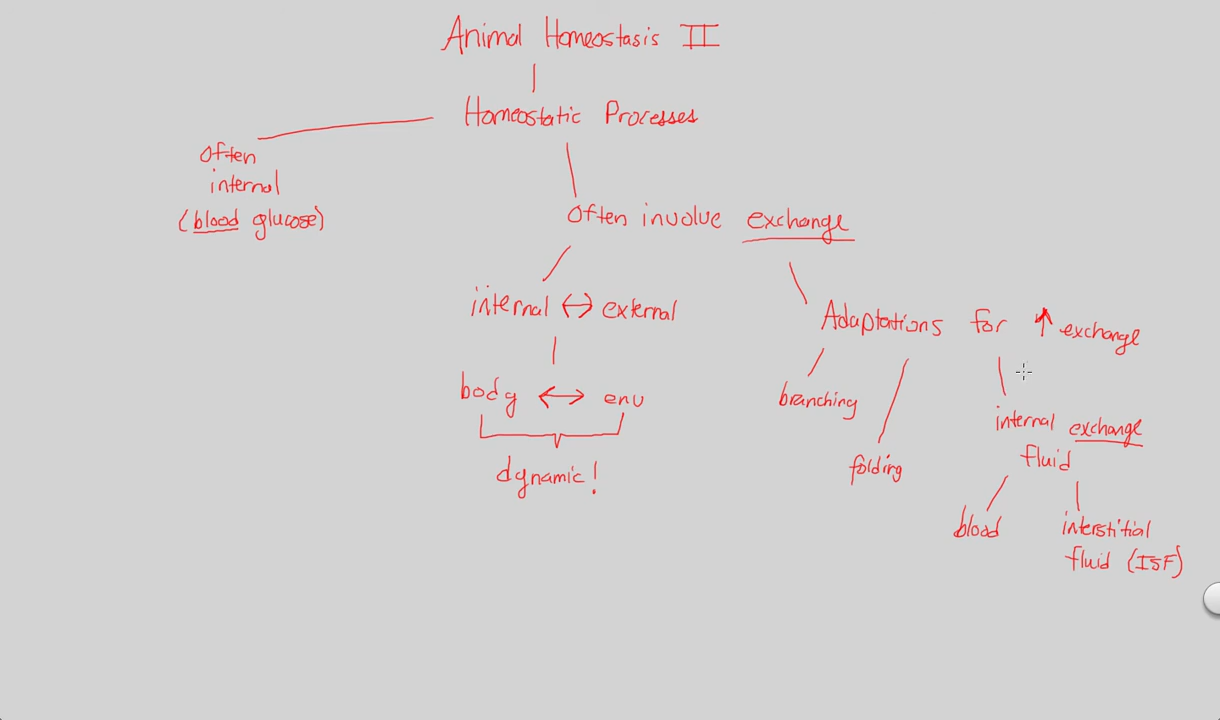 Animal Homeostasis II
Homeostatic Processes
Often
internal
(blood glucose)
Often involve exchange
internal ↔ external
body ↔ env
dynamic!
Adaptations for ↑ exchange
branching
folding
internal exchange
fluid
blood
interstitial
fluid (ISF)